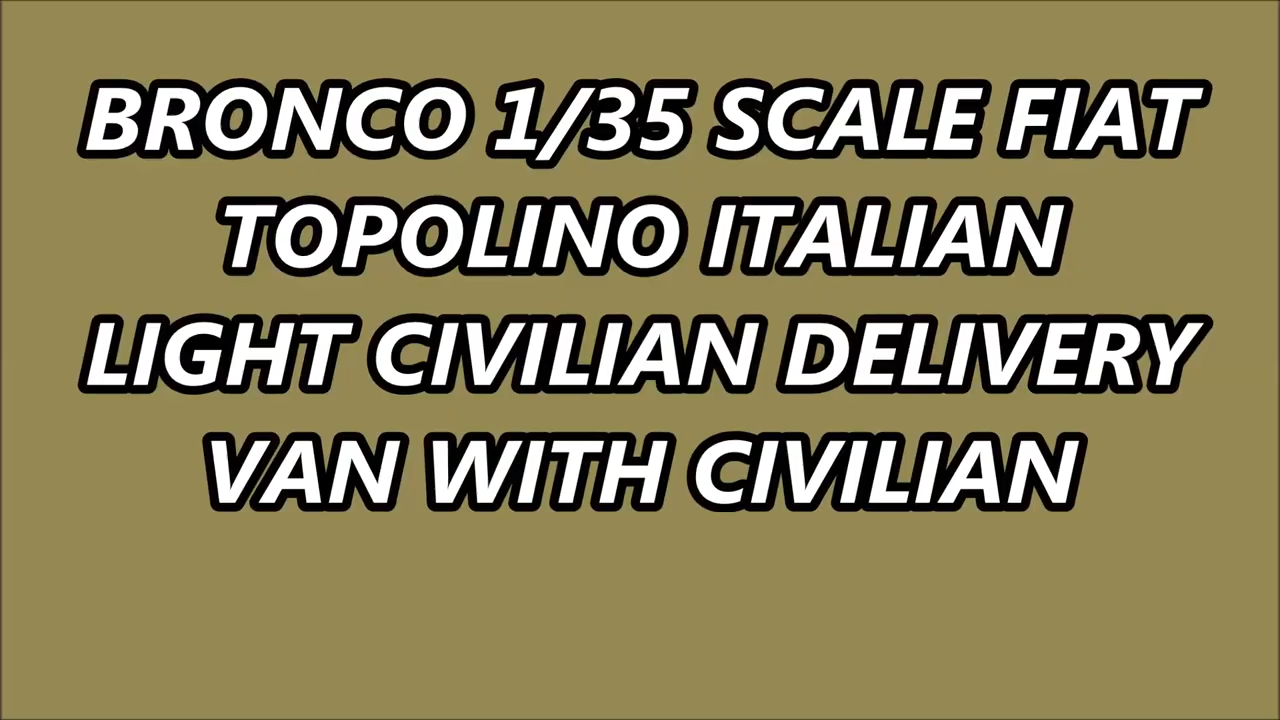 BRONCO 1/35 SCALE FIAT
TOPOLINO ITALIAN
LIGHT CIVILIAN DELIVERY
VAN WITH CIVILIAN